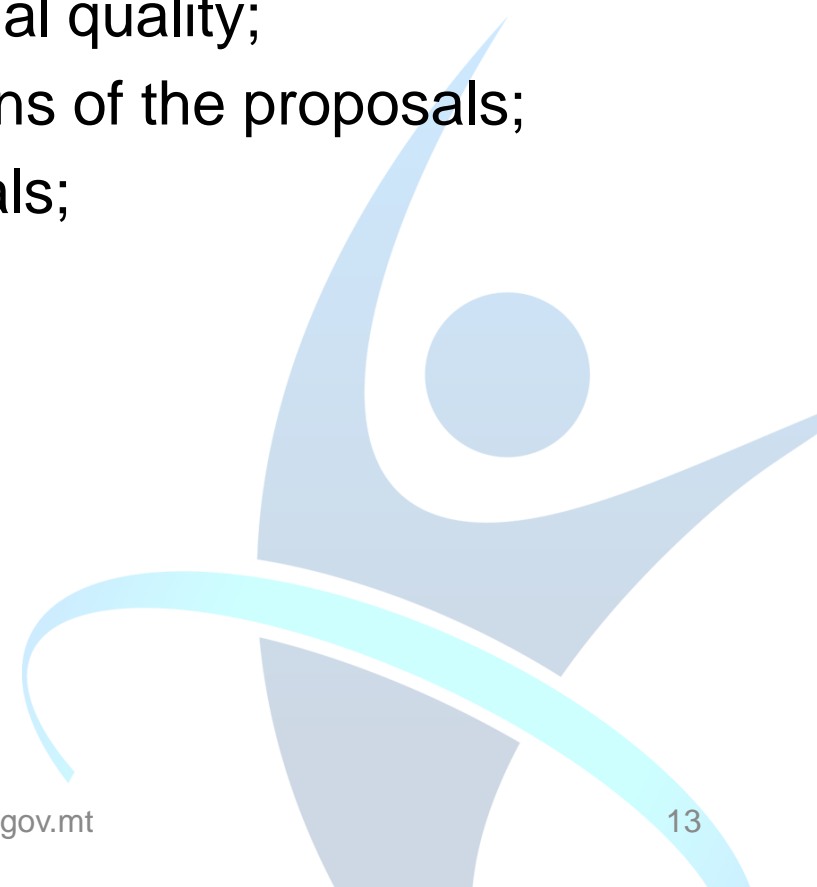 al quality;
ns of the proposals;
als;
gov.mt
13